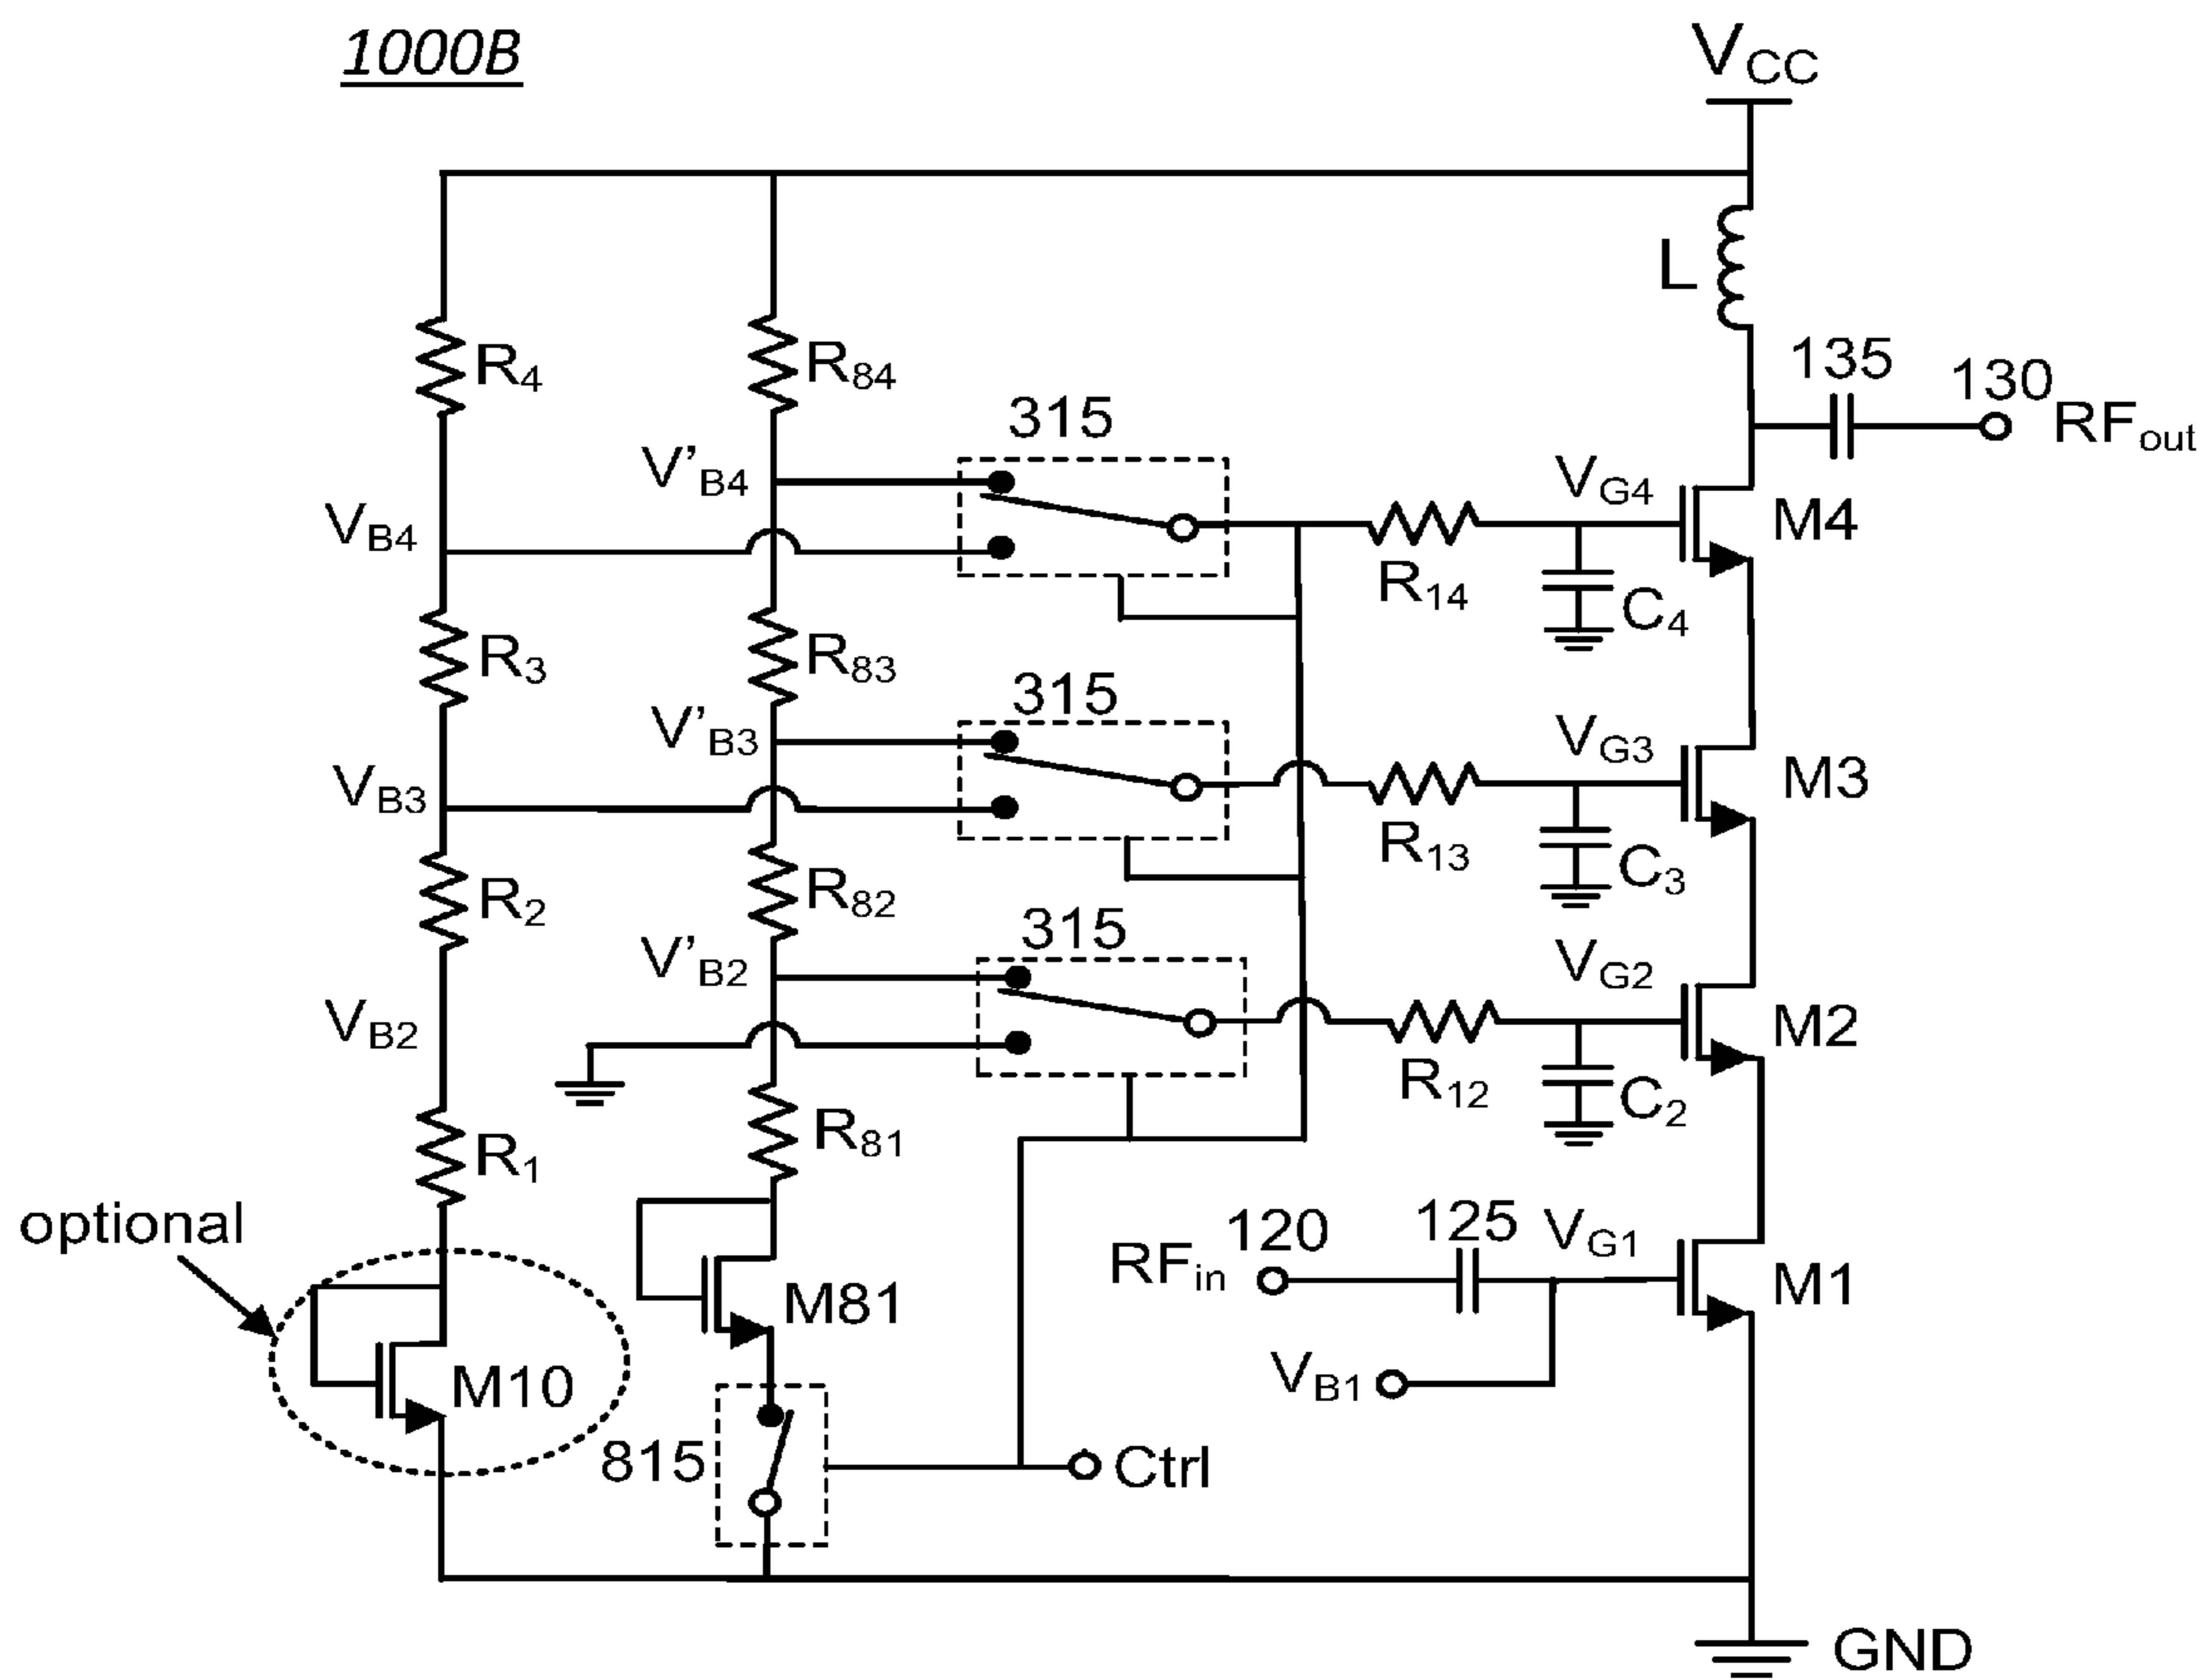 1000B
VCC
L
135
130
RFout
R4
R84
315
V'B4
VG4
M4
VB4
R14
C4
R3
R83
315
V'B3
VG3
M3
VB3
R13
C3
R2
R82
315
V'B2
VG2
M2
VB2
R12
C2
R1
R81
optional
120
125
VG1
RFin
M1
M81
VB1
M10
815
Ctrl
GND